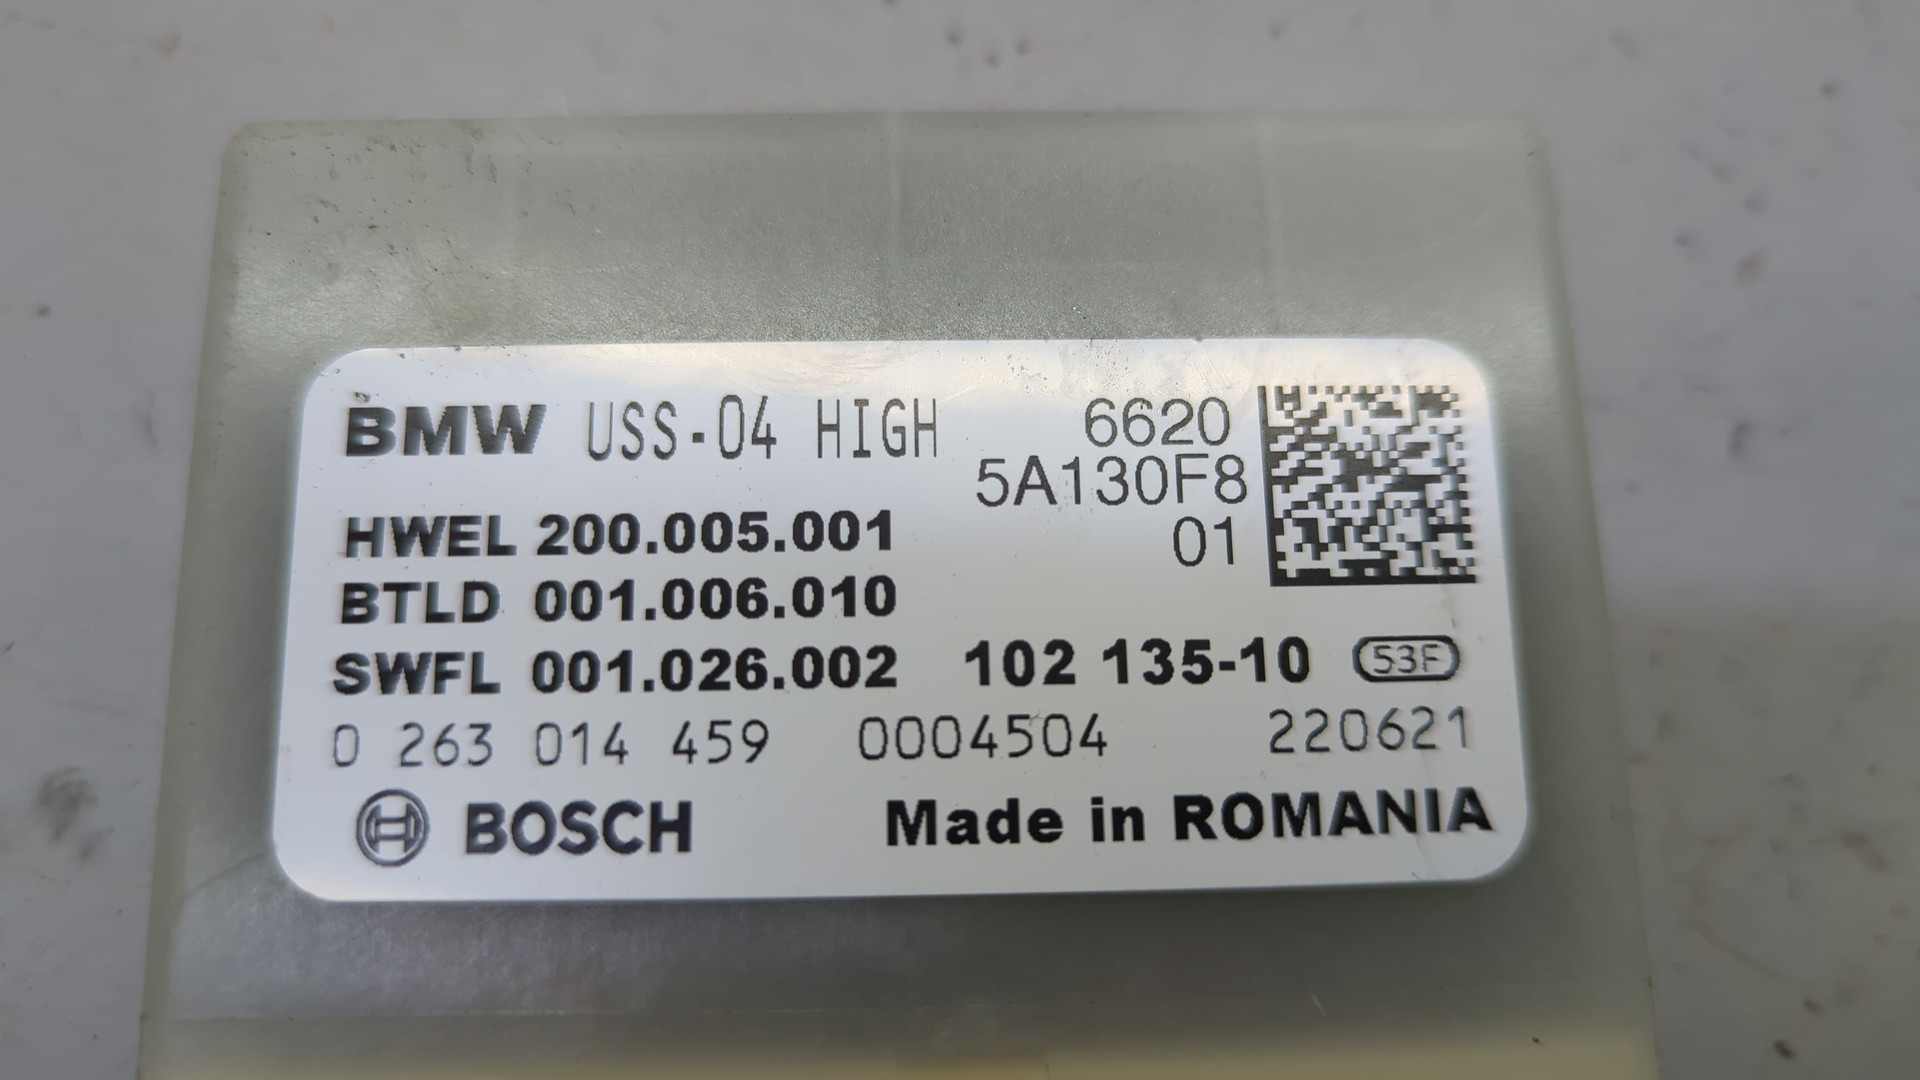 BMW USS-04 HIGH 6620
5A130F8
HWEL 200.005.001 01
BTLD 001.006.010
SWFL 001.026.002 102 135-10 53F
0 263 014 459 0004504 220621
BOSCH Made in ROMANIA